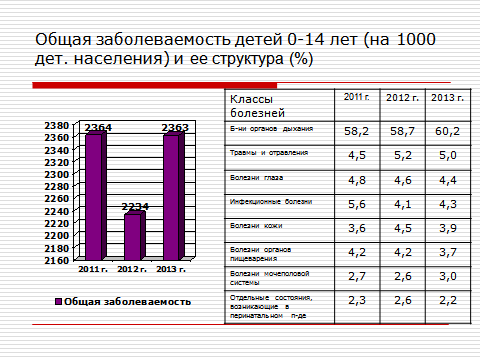 Общая заболеваемость детей 0-14 лет (на 1000
дет. населения) и ее структура (%)
2380
2360
2340
2320
2300
2280
2260
2240
2220
2200
2180
2160
2364
2234
2363
2011 г. 2012 г. 2013 г.
Общая заболеваемость
Классы
болезней
2011 г. 2012 г. 2013 г.
Б-ни органов дыхания 58,2 58,7 60,2
Травмы и отравления 4,5 5,2 5,0
Болезни глаза 4,8 4,6 4,4
Инфекционные болезни 5,6 4,1 4,3
Болезни кожи 3,6 4,5 3,9
Болезни органов
пищеварения
4,2 4,2 3,7
Болезни мочеполовой
системы
2,7 2,6 3,0
Отдельные состояния,
возникающие в
перинатальном п-де
2,3 2,6 2,2